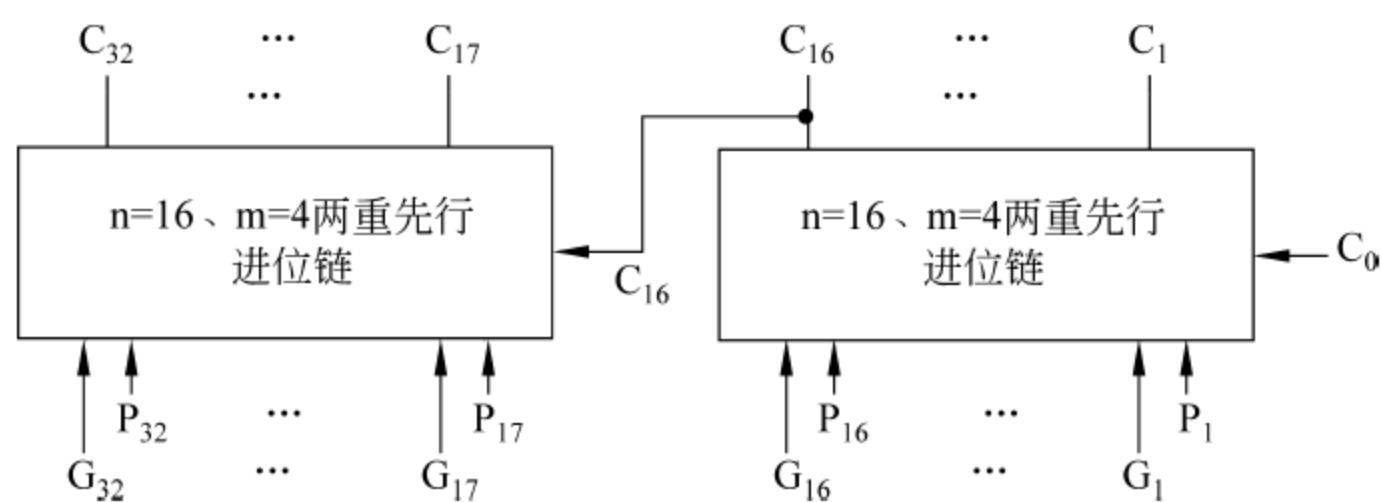 C32 ... C17 C16 ... C1
... ...
n=16、m=4两重先行 n=16、m=4两重先行
进位链 进位链
C16 C0
P32 ... P17 P16 ... P1
G32 ... G17 G16 ... G1